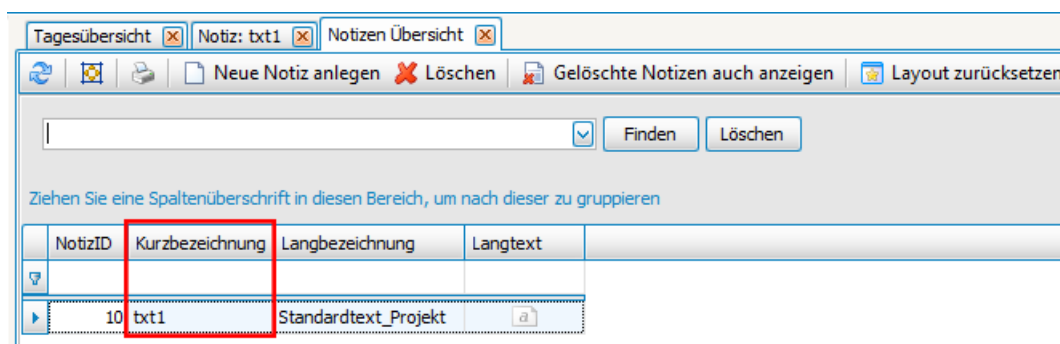 Tagesübersicht Notiz: txt1 Notizen Übersicht
Neue Notiz anlegen Löschen Gelöschte Notizen auch anzeigen Layout zurücksetzen
Finden Löschen
Ziehen Sie eine Spaltenüberschrift in diesen Bereich, um nach dieser zu gruppieren
NotizID Kurzbezeichnung Langbezeichnung Langtext
10 txt1 Standardtext_Projekt a